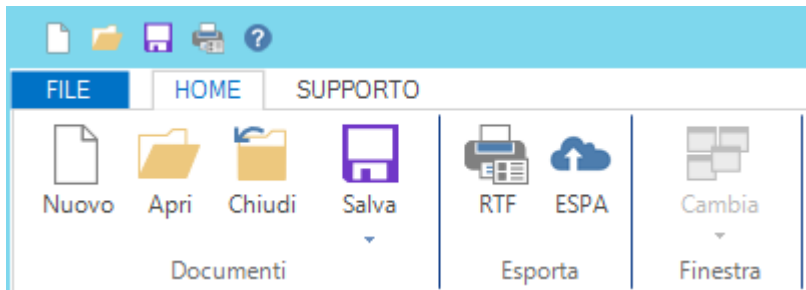 FILE HOME SUPPORTO
Nuovo Apri Chiudi Salva RTF ESPA Cambia
Documenti Esporta Finestra